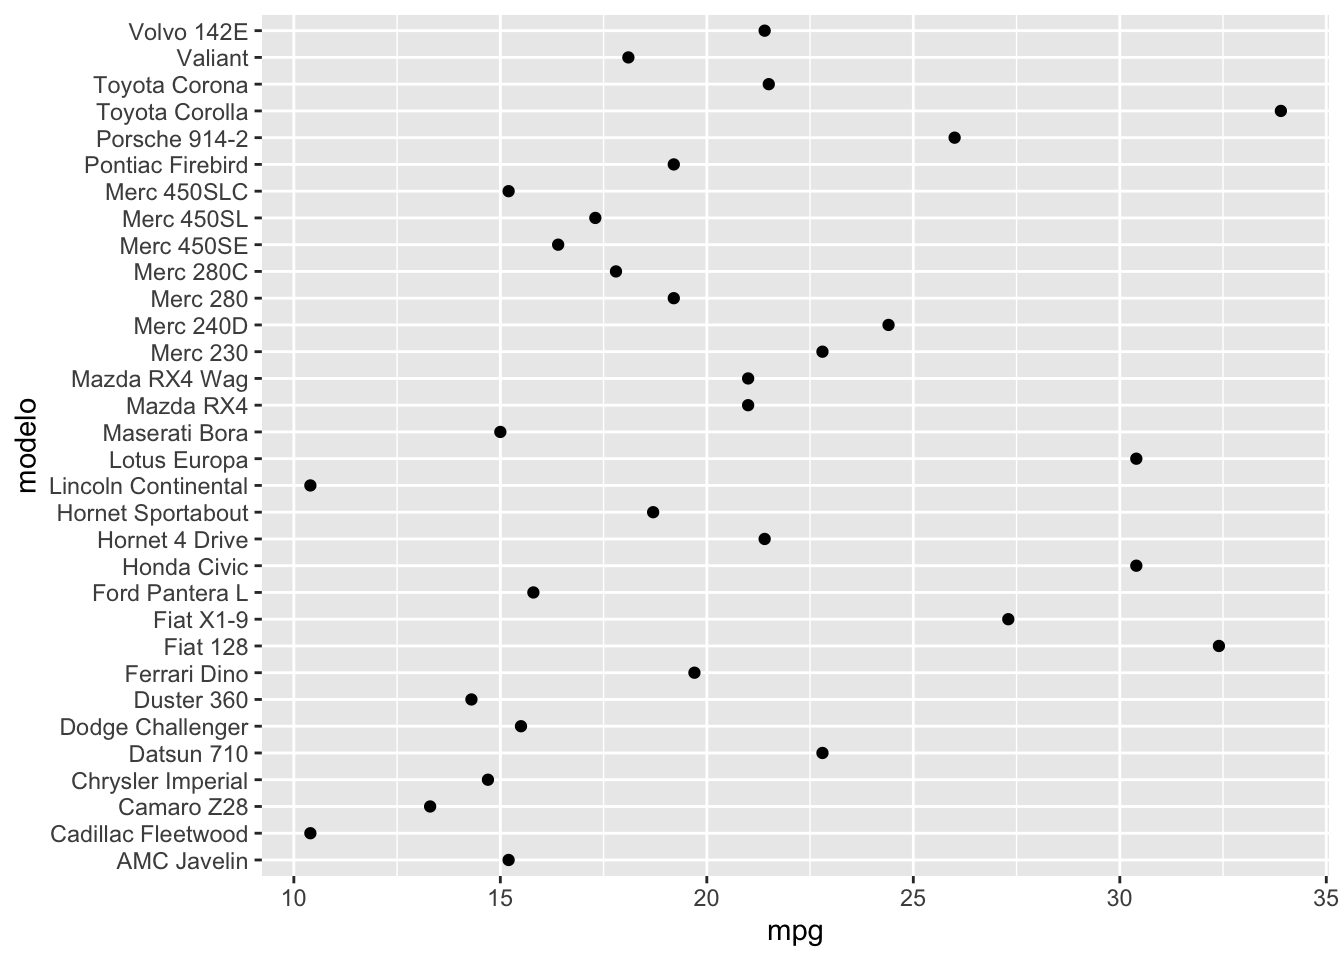 Volvo 142E
Valiant
Toyota Corona
Toyota Corolla
Porsche 914-2
Pontiac Firebird
Merc 450SLC
Merc 450SL
Merc 450SE
Merc 280C
Merc 280
Merc 240D
Merc 230
Mazda RX4 Wag
Mazda RX4
Maserati Bora
Lotus Europa
Lincoln Continental
Hornet Sportabout
Hornet 4 Drive
Honda Civic
Ford Pantera L
Fiat X1-9
Fiat 128
Ferrari Dino
Duster 360
Dodge Challenger
Datsun 710
Chrysler Imperial
Camaro Z28
Cadillac Fleetwood
AMC Javelin
modelo
10 15 20 25 30 35
mpg